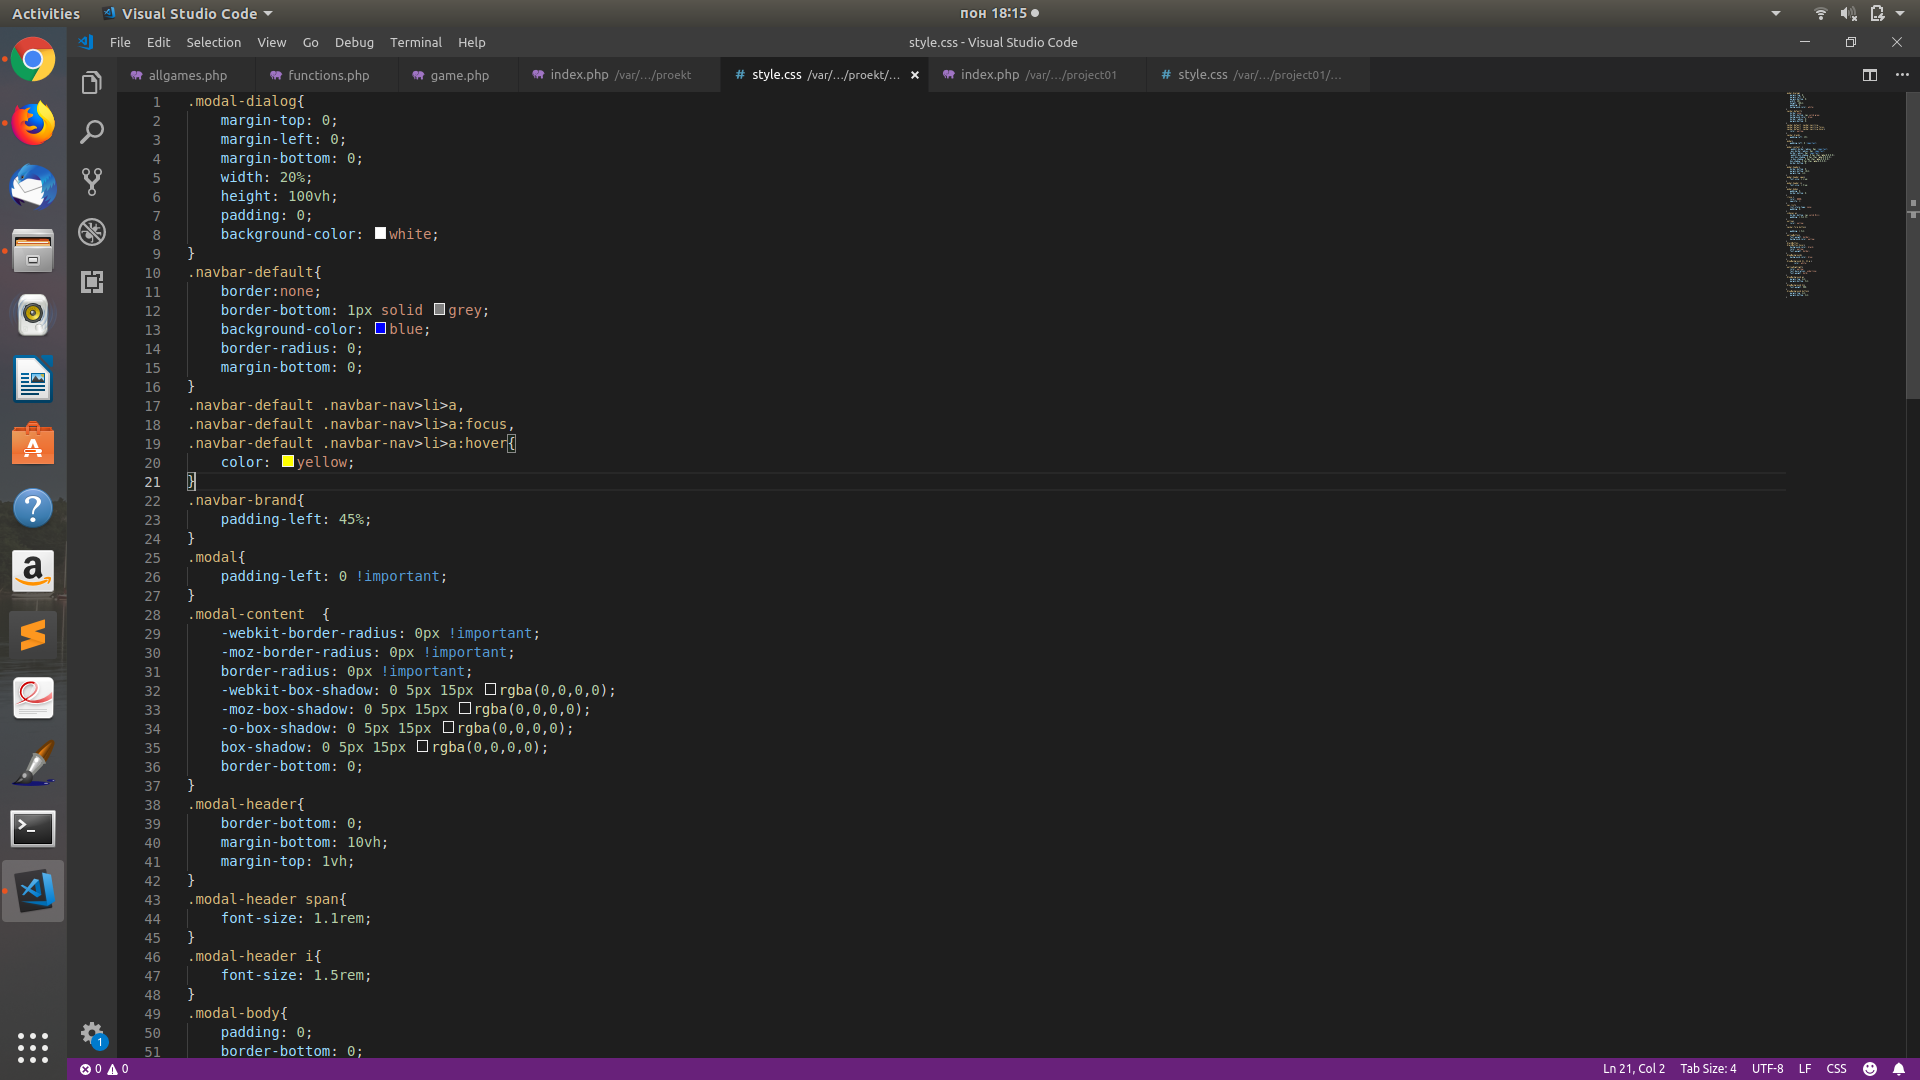 Activities
Visual Studio Code
пон 18:15
File Edit Selection View Go Debug Terminal Help
style.css - Visual Studio Code
allgames.php
functions.php
game.php
index.php /var/.../proekt
# style.css /var/.../proekt/...
index.php /var/.../project01
# style.css /var/.../project01/...
1 .modal-dialog{
2 margin-top: 0;
3 margin-left: 0;
4 margin-bottom: 0;
5 width: 20%;
6 height: 100vh;
7 padding: 0;
8 background-color: white;
9 }
10 .navbar-default{
11 border:none;
12 border-bottom: 1px solid grey;
13 background-color: blue;
14 border-radius: 0;
15 margin-bottom: 0;
16 }
17 .navbar-default .navbar-nav>li>a,
18 .navbar-default .navbar-nav>li>a:focus,
19 .navbar-default .navbar-nav>li>a:hover{
20 color: yellow;
21 }
22 .navbar-brand{
23 padding-left: 45%;
24 }
25 .modal{
26 padding-left: 0 !important;
27 }
28 .modal-content  {
29 -webkit-border-radius: 0px !important;
30 -moz-border-radius: 0px !important;
31 border-radius: 0px !important;
32 -webkit-box-shadow: 0 5px 15px rgba(0,0,0,0);
33 -moz-box-shadow: 0 5px 15px rgba(0,0,0,0);
34 -o-box-shadow: 0 5px 15px rgba(0,0,0,0);
35 box-shadow: 0 5px 15px rgba(0,0,0,0);
36 border-bottom: 0;
37 }
38 .modal-header{
39 border-bottom: 0;
40 margin-bottom: 10vh;
41 margin-top: 1vh;
42 }
43 .modal-header span{
44 font-size: 1.1rem;
45 }
46 .modal-header i{
47 font-size: 1.5rem;
48 }
49 .modal-body{
50 padding: 0;
51 border-bottom: 0;
1
0 0
Ln 21, Col 2 Tab Size: 4 UTF-8 LF CSS